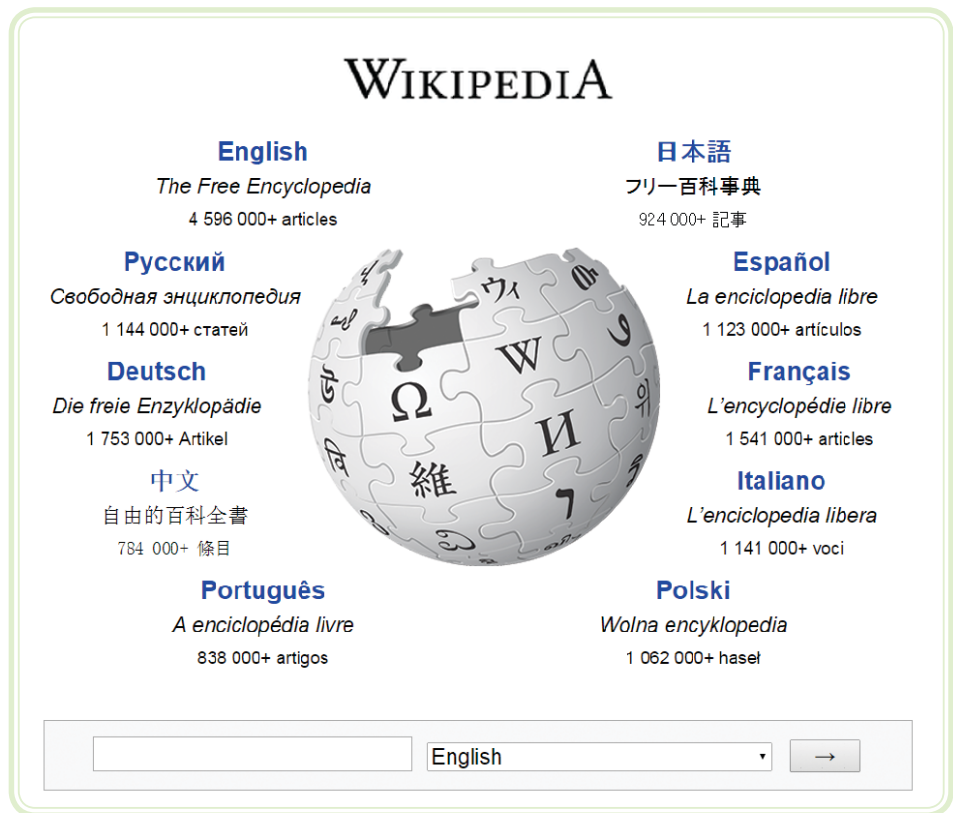 WIKIPEDIA
English
The Free Encyclopedia
4 596 000+ articles
日本語
フリー百科事典
924 000+ 記事
Русский
Свободная энциклопедия
1 144 000+ статей
Español
La enciclopedia libre
1 123 000+ artículos
Deutsch
Die freie Enzyklopädie
1 753 000+ Artikel
Français
L'encyclopédie libre
1 541 000+ articles
中文
自由的百科全書
784 000+ 條目
Italiano
L'enciclopedia libera
1 141 000+ voci
Português
A enciclopédia livre
838 000+ artigos
Polski
Wolna encyklopedia
1 062 000+ haseł
ウィ
W
Ω
И
위
維
English
→